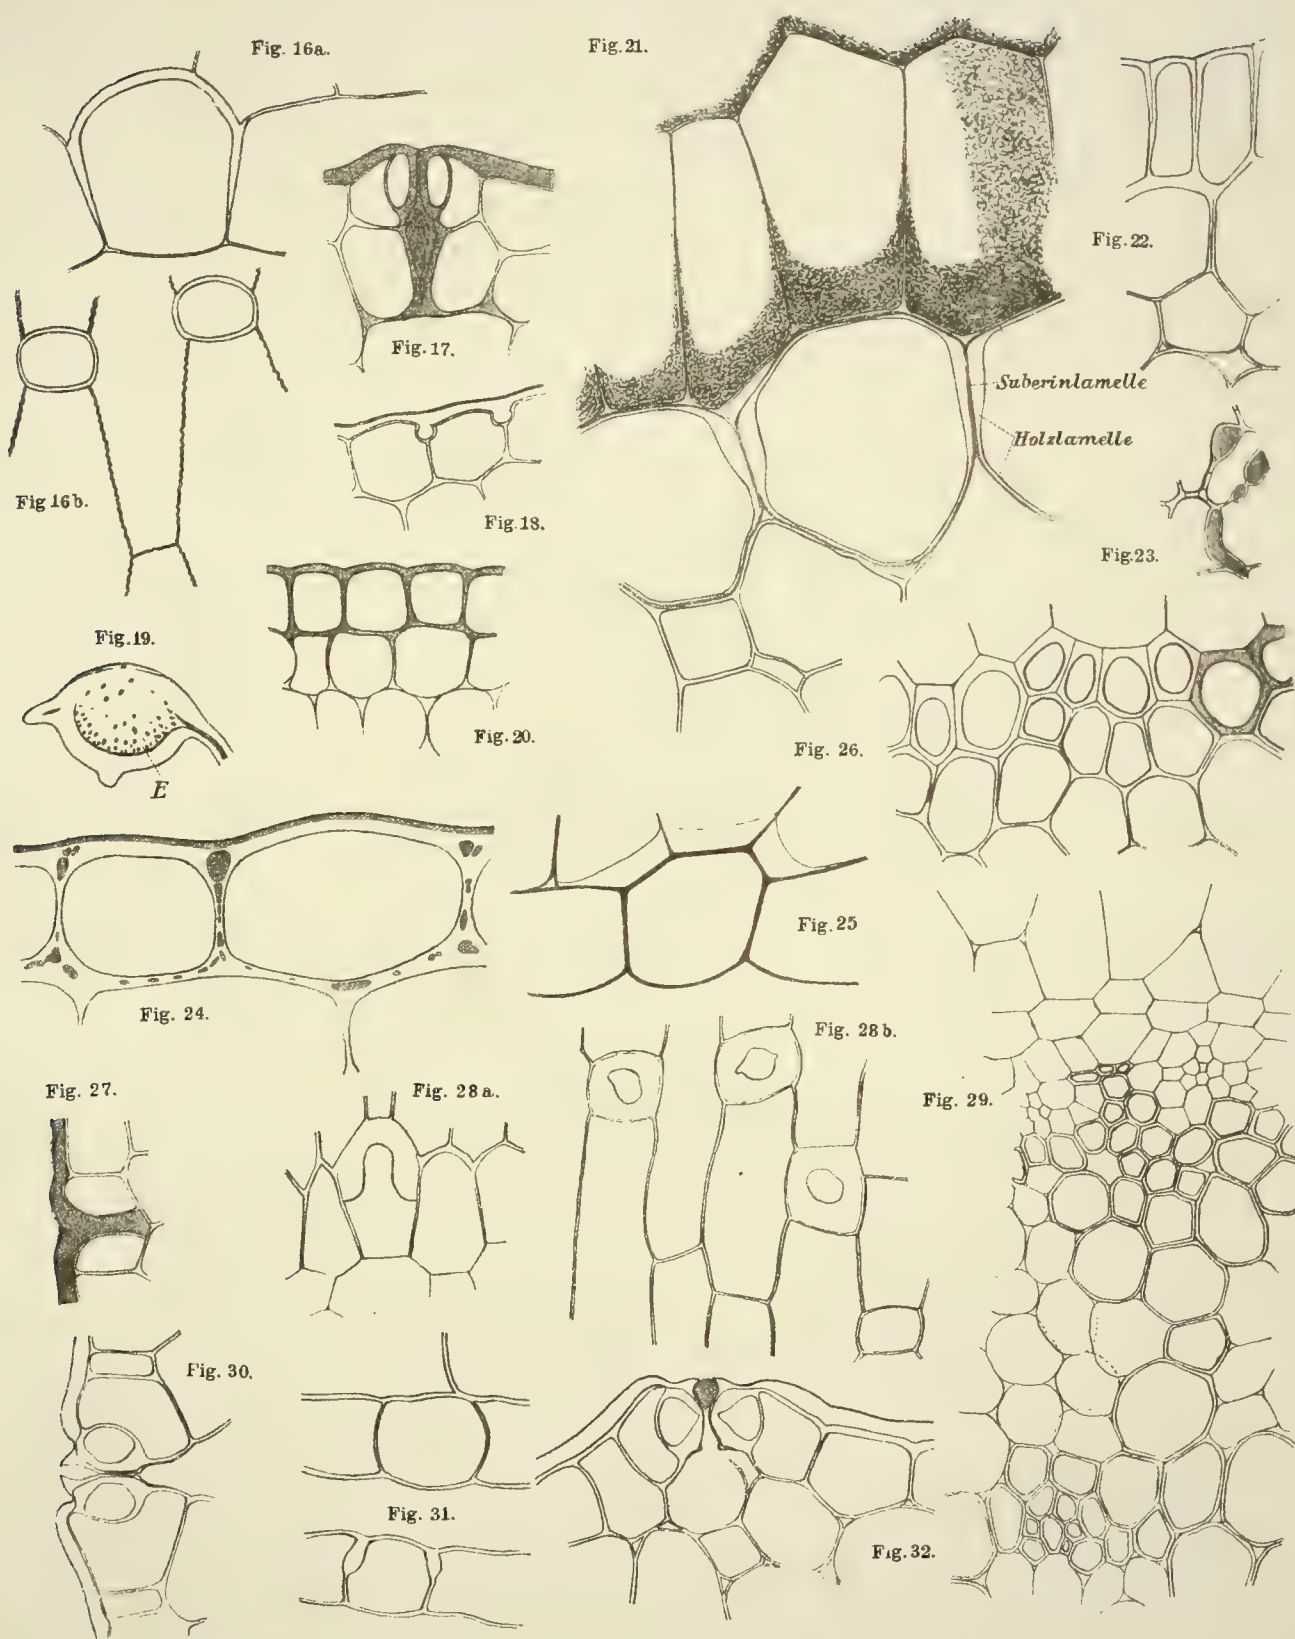 Fig. 16a.
Fig. 21.
Fig. 22.
Fig. 17.
Suberinlamelle
Holzlamelle
Fig 16b.
Fig. 18.
Fig. 23.
Fig. 19.
Fig. 20.
E
Fig. 26.
Fig. 25
Fig. 24.
Fig. 28b.
Fig. 27.
Fig. 28a.
Fig. 29.
Fig. 30.
Fig. 31.
Fig. 32.